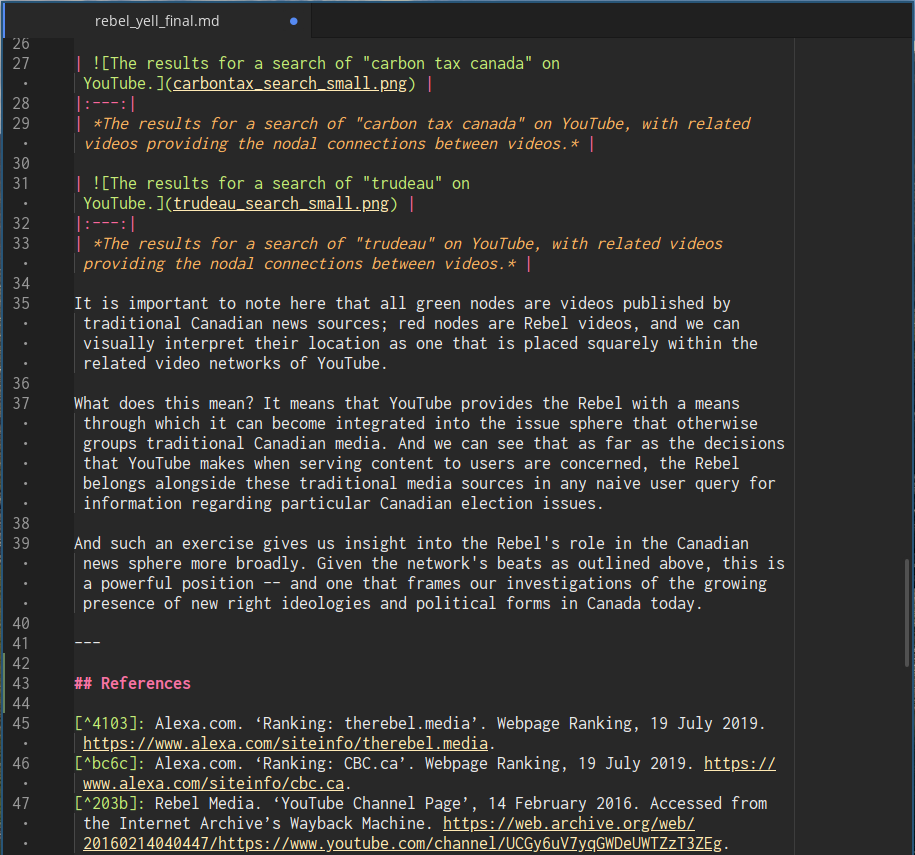 rebel_yell_final.md
26
27 | ![The results for a search of "carbon tax canada" on
• YouTube.](carbontax_search_small.png) |
28 |:---:|
29 | *The results for a search of "carbon tax canada" on YouTube, with related
• videos providing the nodal connections between videos.* |
30
31 | ![The results for a search of "trudeau" on
• YouTube.](trudeau_search_small.png) |
32 |:---:|
33 | *The results for a search of "trudeau" on YouTube, with related videos
• providing the nodal connections between videos.* |
34
35 It is important to note here that all green nodes are videos published by
• traditional Canadian news sources; red nodes are Rebel videos, and we can
• visually interpret their location as one that is placed squarely within the
• related video networks of YouTube.
36
37 What does this mean? It means that YouTube provides the Rebel with a means
• through which it can become integrated into the issue sphere that otherwise
• groups traditional Canadian media. And we can see that as far as the decisions
• that YouTube makes when serving content to users are concerned, the Rebel
• belongs alongside these traditional media sources in any naive user query for
• information regarding particular Canadian election issues.
38
39 And such an exercise gives us insight into the Rebel's role in the Canadian
• news sphere more broadly. Given the network's beats as outlined above, this is
• a powerful position -- and one that frames our investigations of the growing
• presence of new right ideologies and political forms in Canada today.
40
41 ---
42
43 ## References
44
45 [^4103]: Alexa.com. ‘Ranking: therebel.media’. Webpage Ranking, 19 July 2019.
• https://www.alexa.com/siteinfo/therebel.media.
46 [^bc6c]: Alexa.com. ‘Ranking: CBC.ca’. Webpage Ranking, 19 July 2019. https://
• www.alexa.com/siteinfo/cbc.ca.
47 [^203b]: Rebel Media. ‘YouTube Channel Page’, 14 February 2016. Accessed from
• the Internet Archive’s Wayback Machine. https://web.archive.org/web/
• 20160214040447/https://www.youtube.com/channel/UCGy6uV7yqGWDeUWTZzT3ZEg.